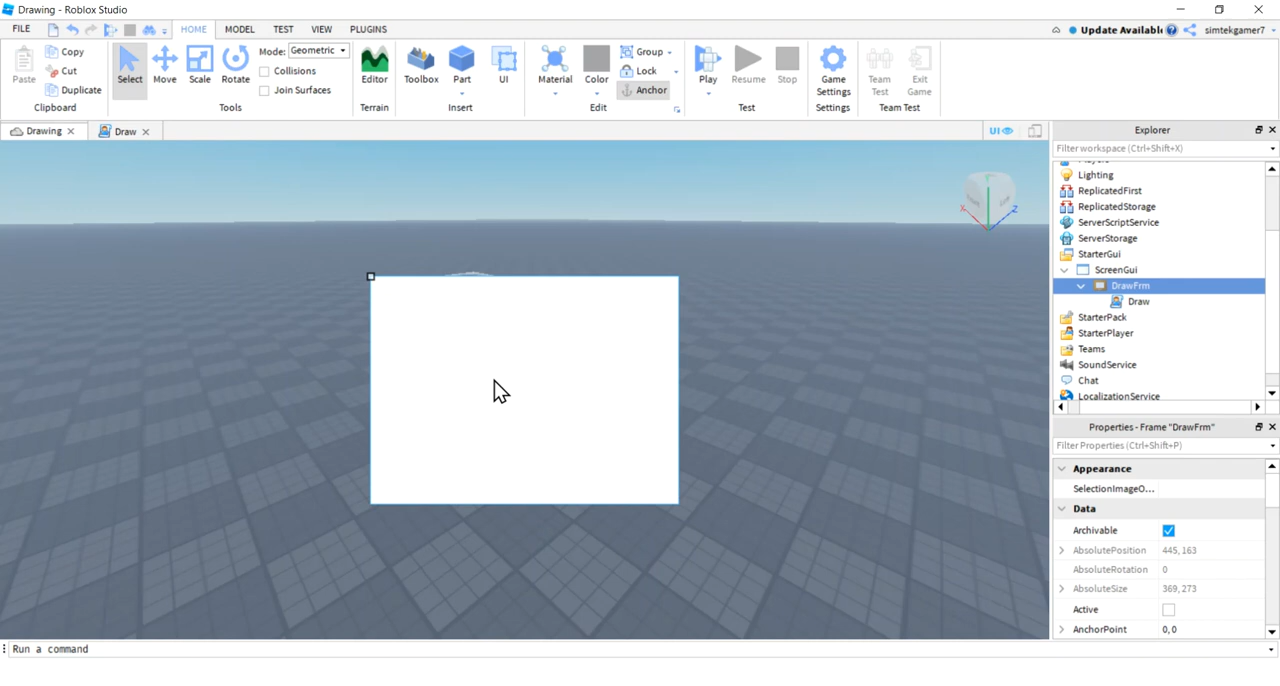 Drawing - Roblox Studio
FILE HOME MODEL TEST VIEW PLUGINS Update Availabl simtekgamer7
Paste Copy Cut Duplicate Clipboard
Select Move Scale Rotate Mode: Geometric Collisions Join Surfaces Tools
Editor Terrain
Toolbox Part UI Insert
Material Color Group Lock Anchor Edit
Play Resume Stop Test
Game Settings Settings
Team Test Exit Game Team Test
Drawing Draw UI
X Y Z
Explorer
Filter workspace (Ctrl+Shift+X)
Lighting
ReplicatedFirst
ReplicatedStorage
ServerScriptService
ServerStorage
StarterGui
ScreenGui
DrawFrm
Draw
StarterPack
StarterPlayer
Teams
SoundService
Chat
LocalizationService
Properties - Frame "DrawFrm"
Filter Properties (Ctrl+Shift+P)
Appearance
SelectionImageO...
Data
Archivable
AbsolutePosition 445, 163
AbsoluteRotation 0
AbsoluteSize 369, 273
Active
AnchorPoint 0, 0
Run a command